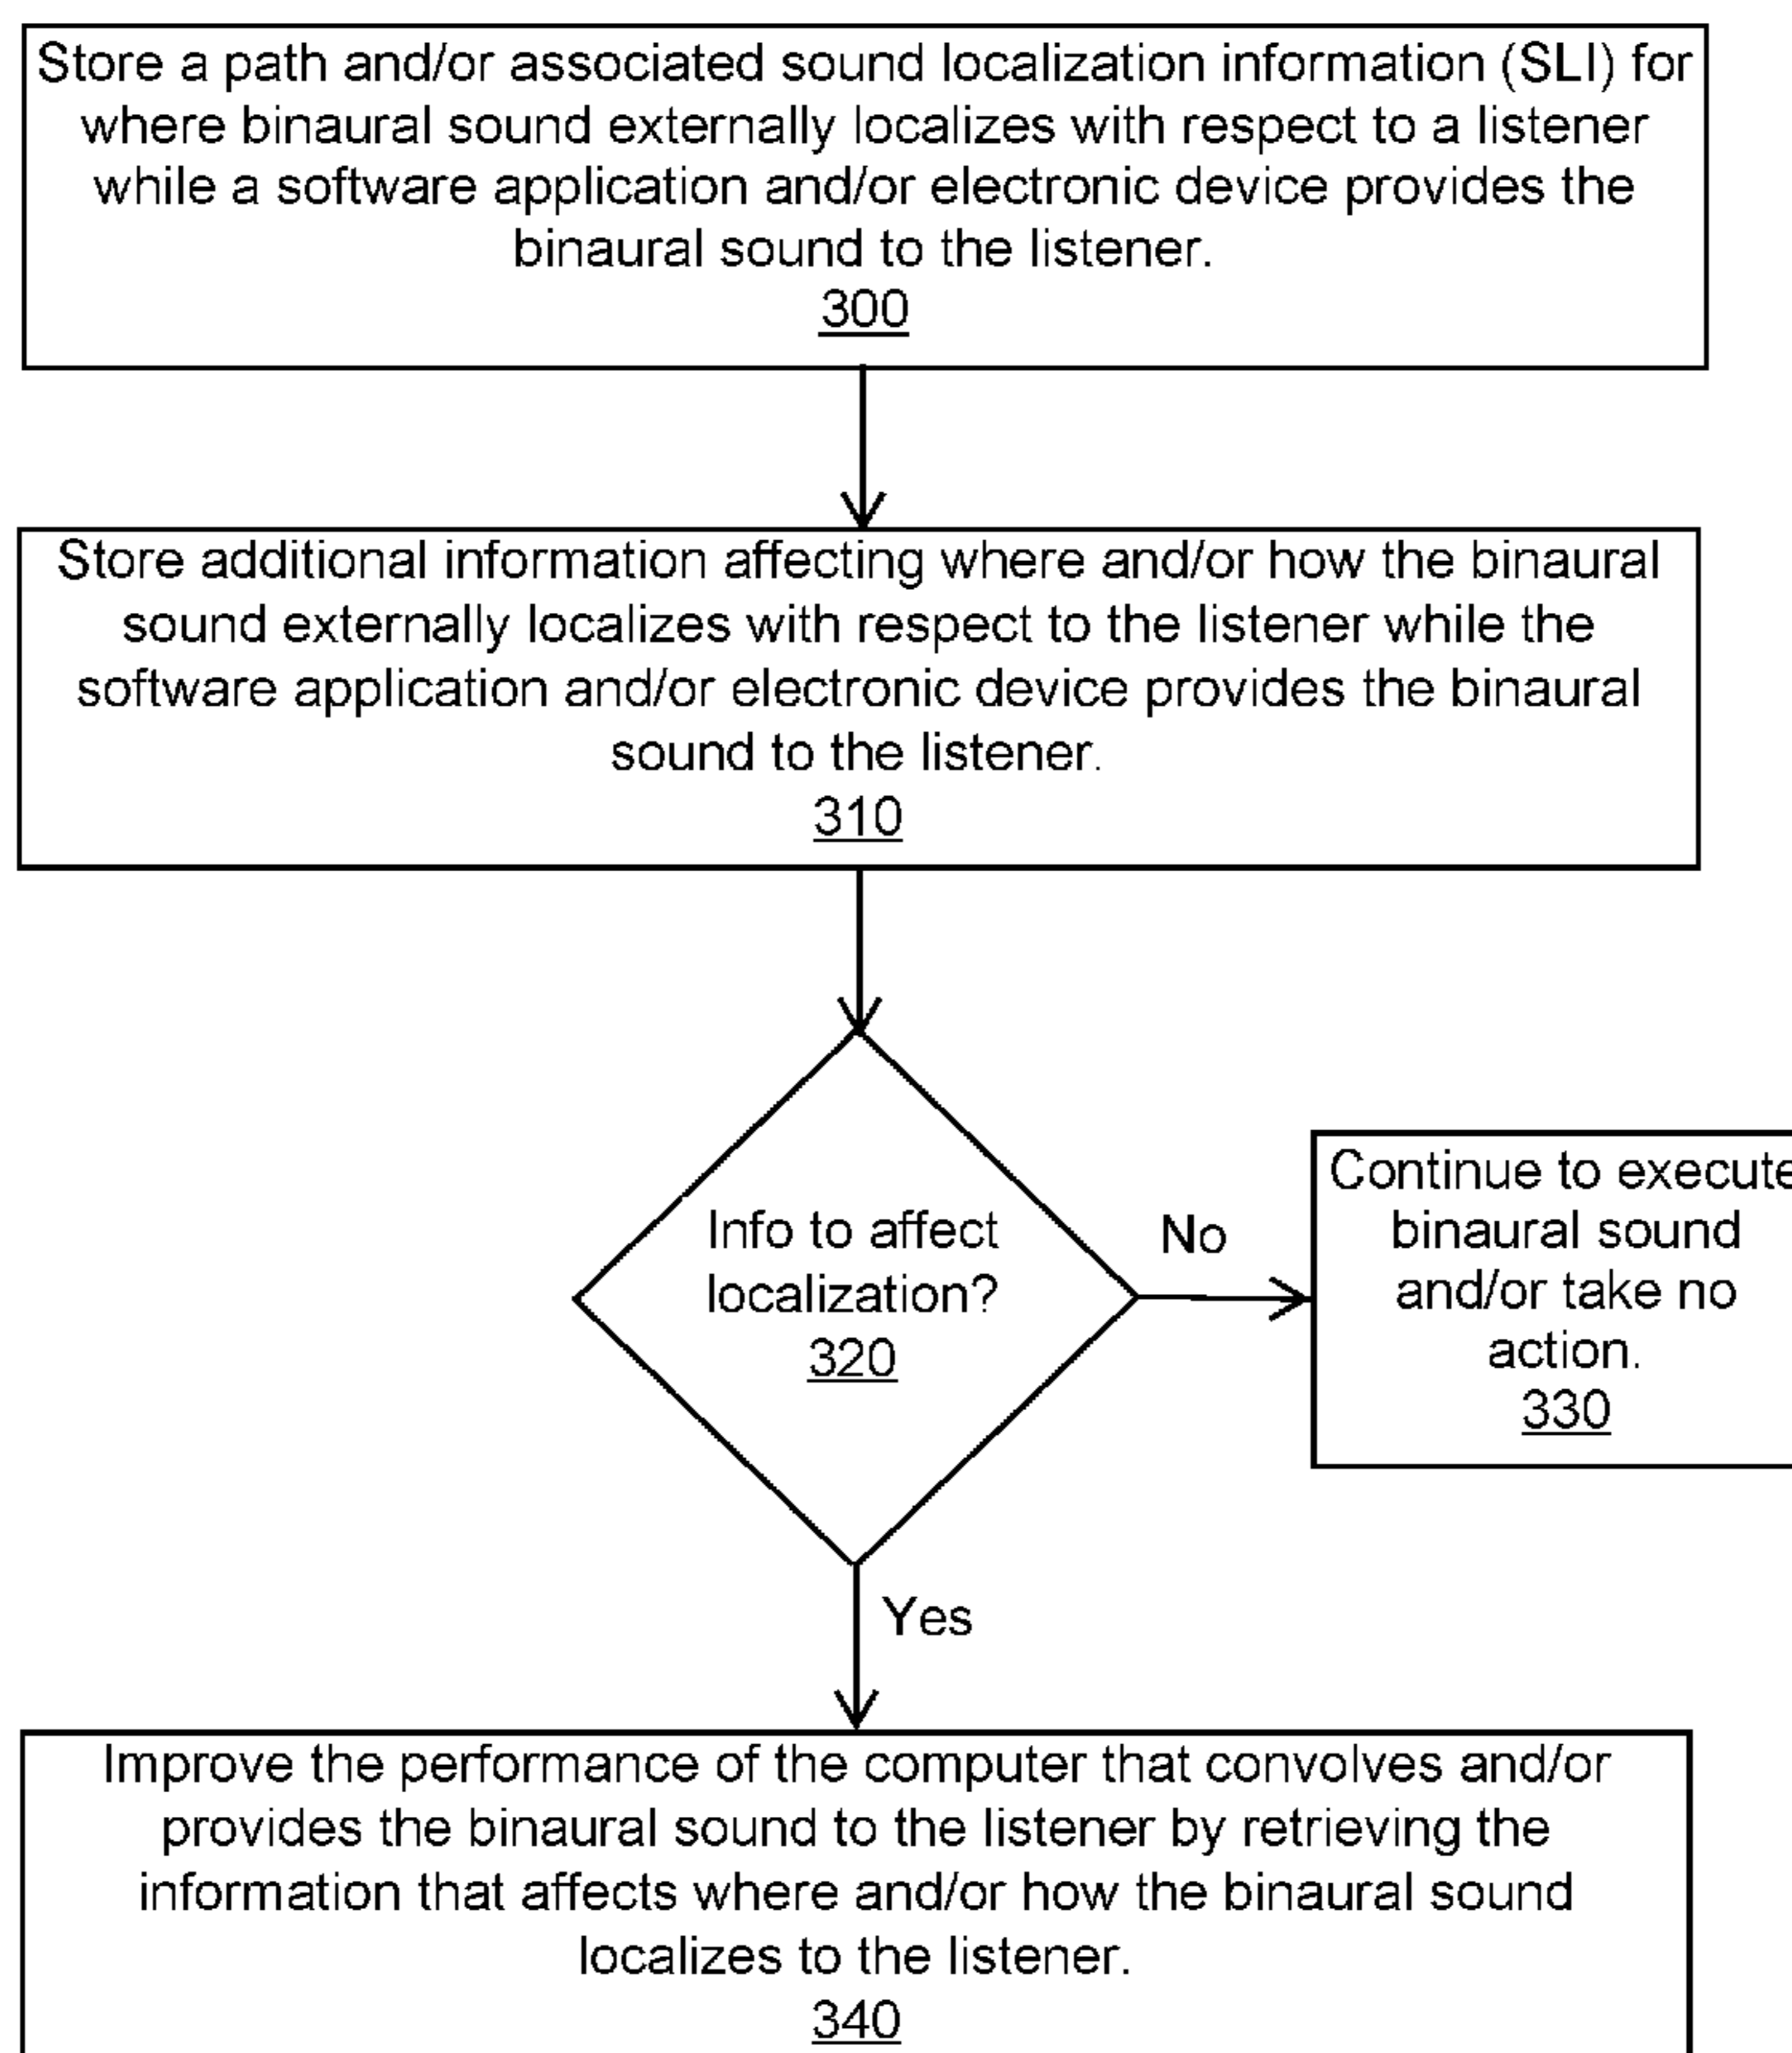 Store a path and/or associated sound localization information (SLI) for
where binaural sound externally localizes with respect to a listener
while a software application and/or electronic device provides the
binaural sound to the listener.
300
Store additional information affecting where and/or how the binaural
sound externally localizes with respect to the listener while the
software application and/or electronic device provides the binaural
sound to the listener.
310
Info to affect
localization?
320
No
Continue to execute
binaural sound
and/or take no
action.
330
Yes
Improve the performance of the computer that convolves and/or
provides the binaural sound to the listener by retrieving the
information that affects where and/or how the binaural sound
localizes to the listener.
340